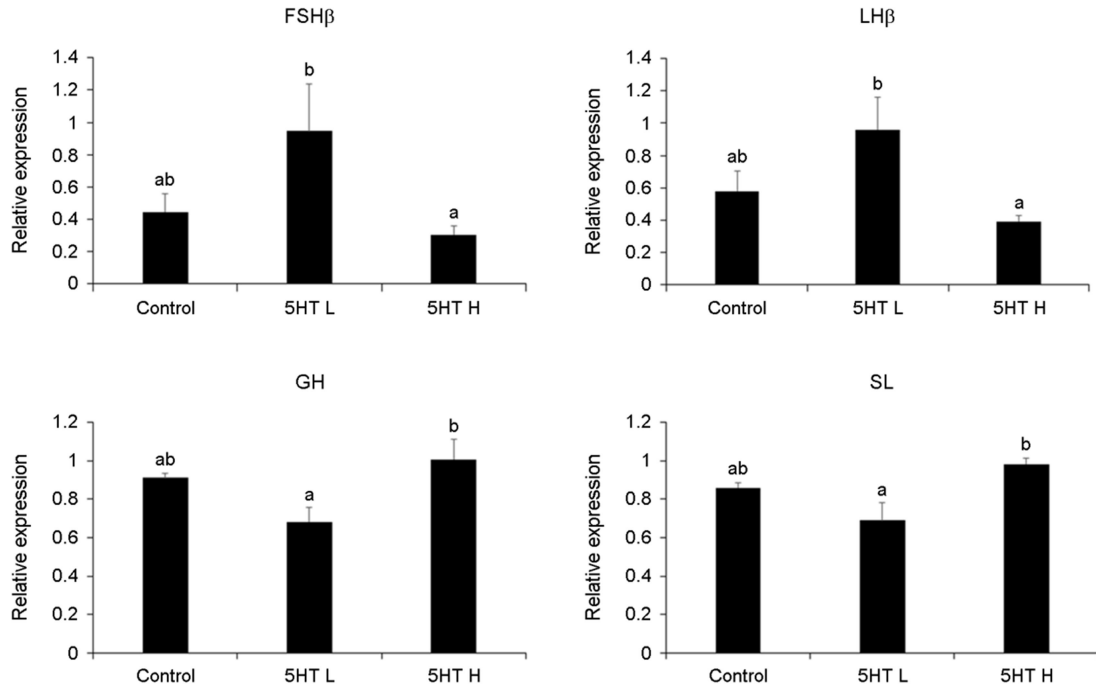 FSHβ
1.4
1.2
1
0.8
0.6
0.4
0.2
0
Relative expression
ab
b
a
Control 5HT L 5HT H
LHβ
1.4
1.2
1
0.8
0.6
0.4
0.2
0
Relative expression
ab
b
a
Control 5HT L 5HT H
GH
1.2
1
0.8
0.6
0.4
0.2
0
Relative expression
ab
a
b
Control 5HT L 5HT H
SL
1.2
1
0.8
0.6
0.4
0.2
0
Relative expression
ab
a
b
Control 5HT L 5HT H